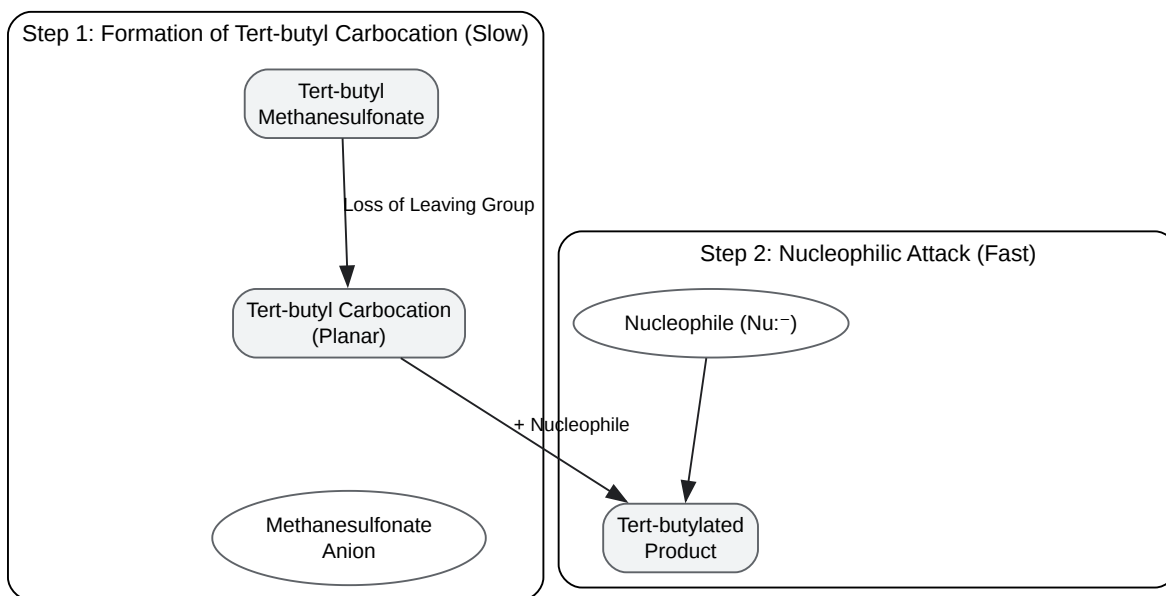 Step 1: Formation of Tert-butyl Carbocation (Slow)
Tert-butyl
Methanesulfonate
Loss of Leaving Group
Tert-butyl Carbocation
(Planar)
Methanesulfonate
Anion
+ Nucleophile
Step 2: Nucleophilic Attack (Fast)
Nucleophile (Nu:⁻)
Tert-butylated
Product